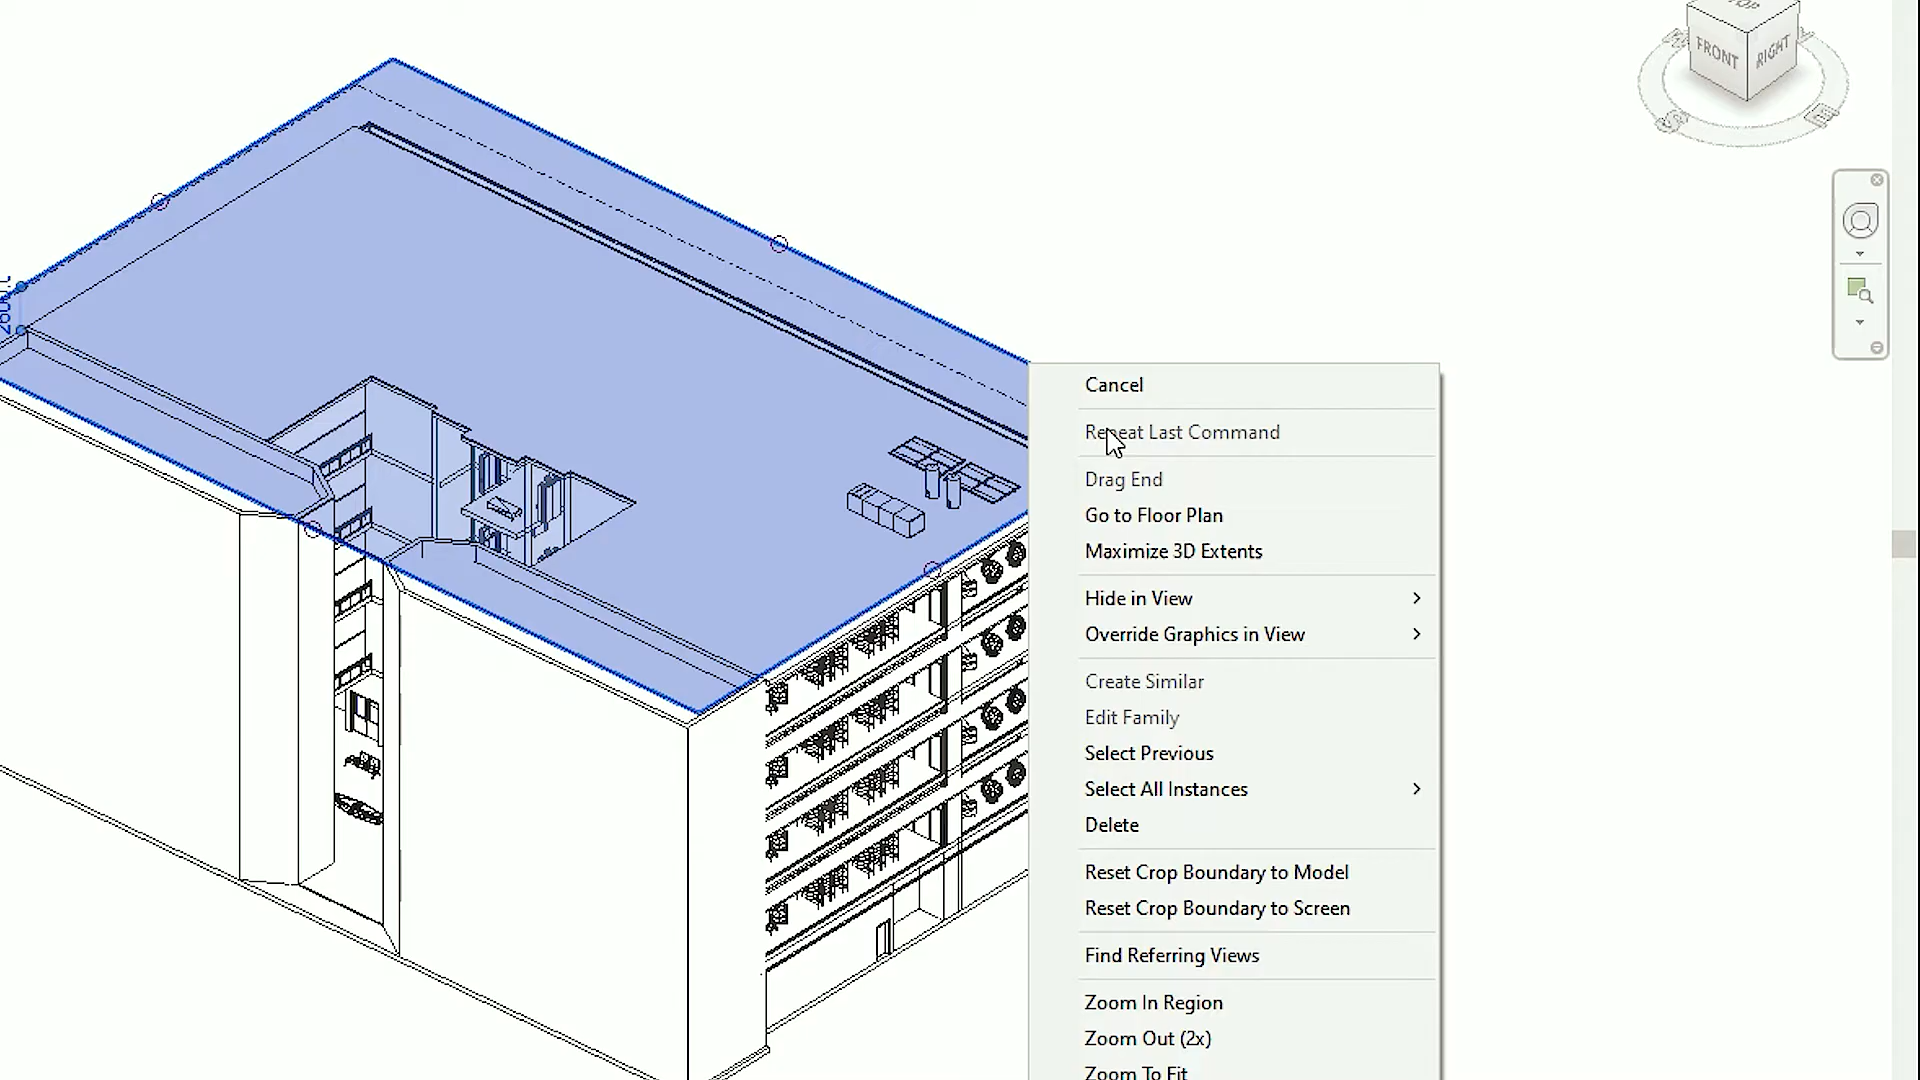 TOP
FRONT
RIGHT
S
E
Cancel
Repeat Last Command
Drag End
Go to Floor Plan
Maximize 3D Extents
Hide in View
Override Graphics in View
Create Similar
Edit Family
Select Previous
Select All Instances
Delete
Reset Crop Boundary to Model
Reset Crop Boundary to Screen
Find Referring Views
Zoom In Region
Zoom Out (2x)
Zoom To Fit